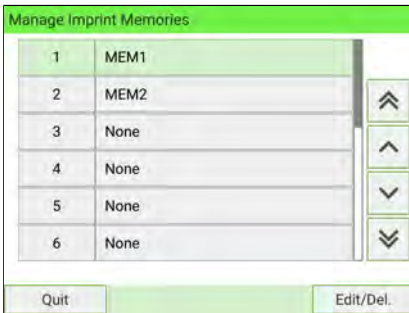 Manage Imprint Memories
1 MEM1
2 MEM2
3 None
4 None
5 None
6 None
Quit Edit/Del.